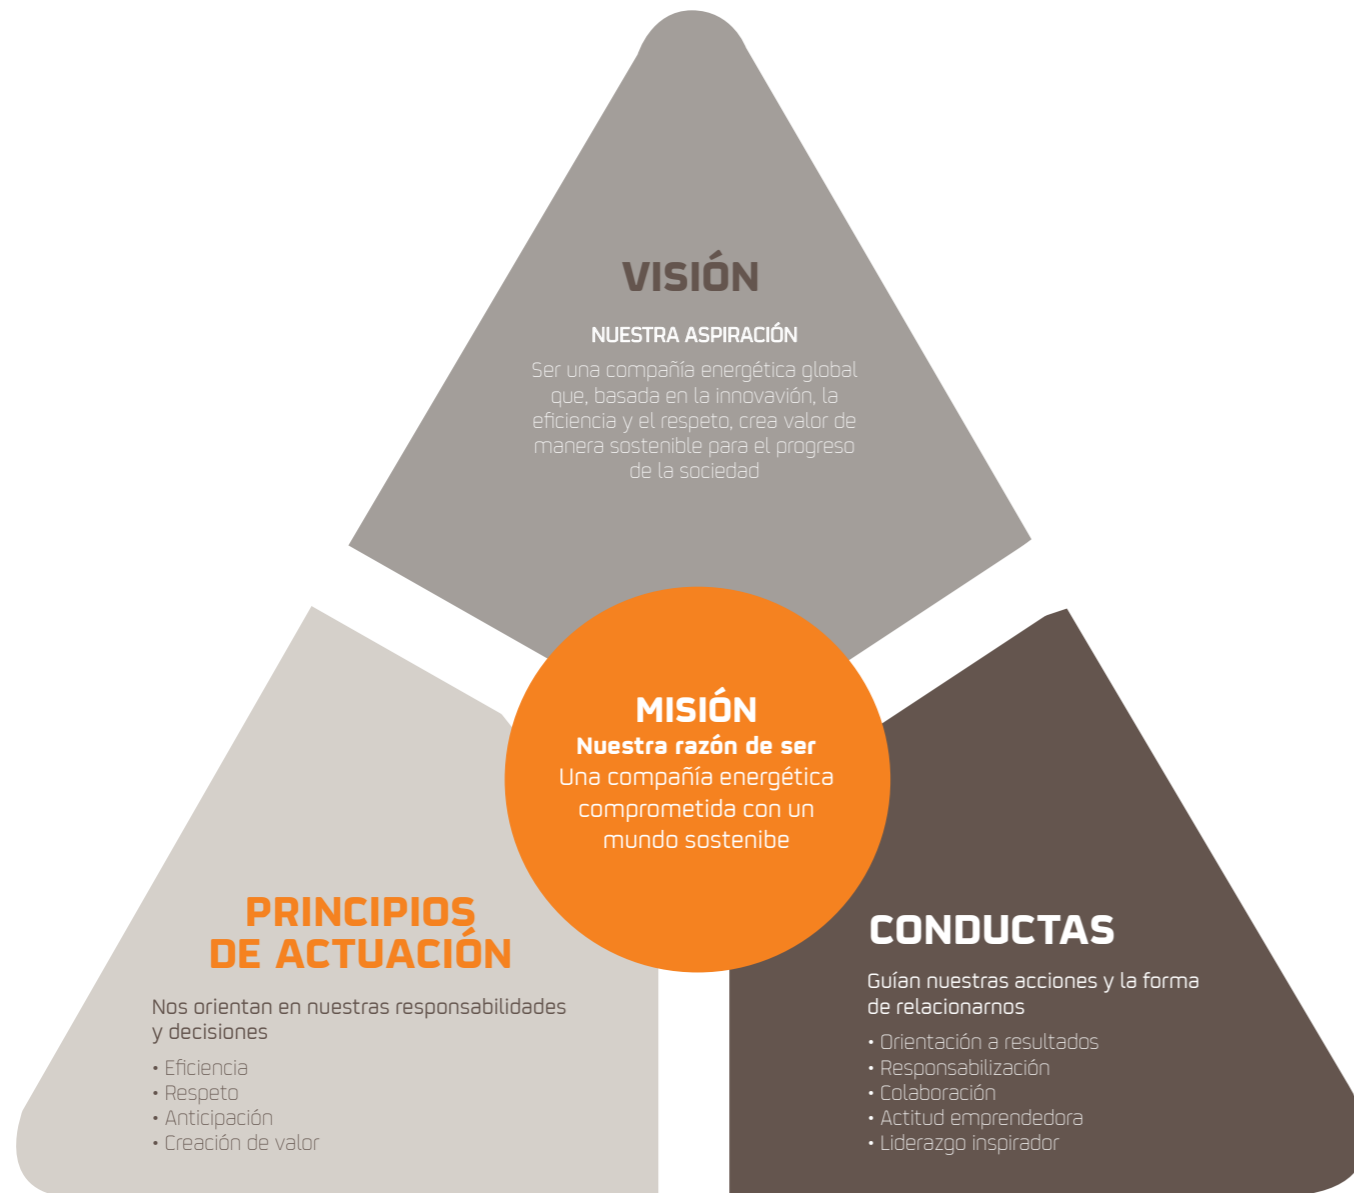 VISIÓN
NUESTRA ASPIRACIÓN
Ser una compañía energética global
que, basada en la innovavión, la
eficiencia y el respeto, crea valor de
manera sostenible para el progreso
de la sociedad
MISIÓN
Nuestra razón de ser
Una compañía energética
comprometida con un
mundo sostenibe
PRINCIPIOS
DE ACTUACIÓN
Nos orientan en nuestras responsabilidades
y decisiones
• Eficiencia
• Respeto
• Anticipación
• Creación de valor
CONDUCTAS
Guían nuestras acciones y la forma
de relacionarnos
• Orientación a resultados
• Responsabilización
• Colaboración
• Actitud emprendedora
• Liderazgo inspirador